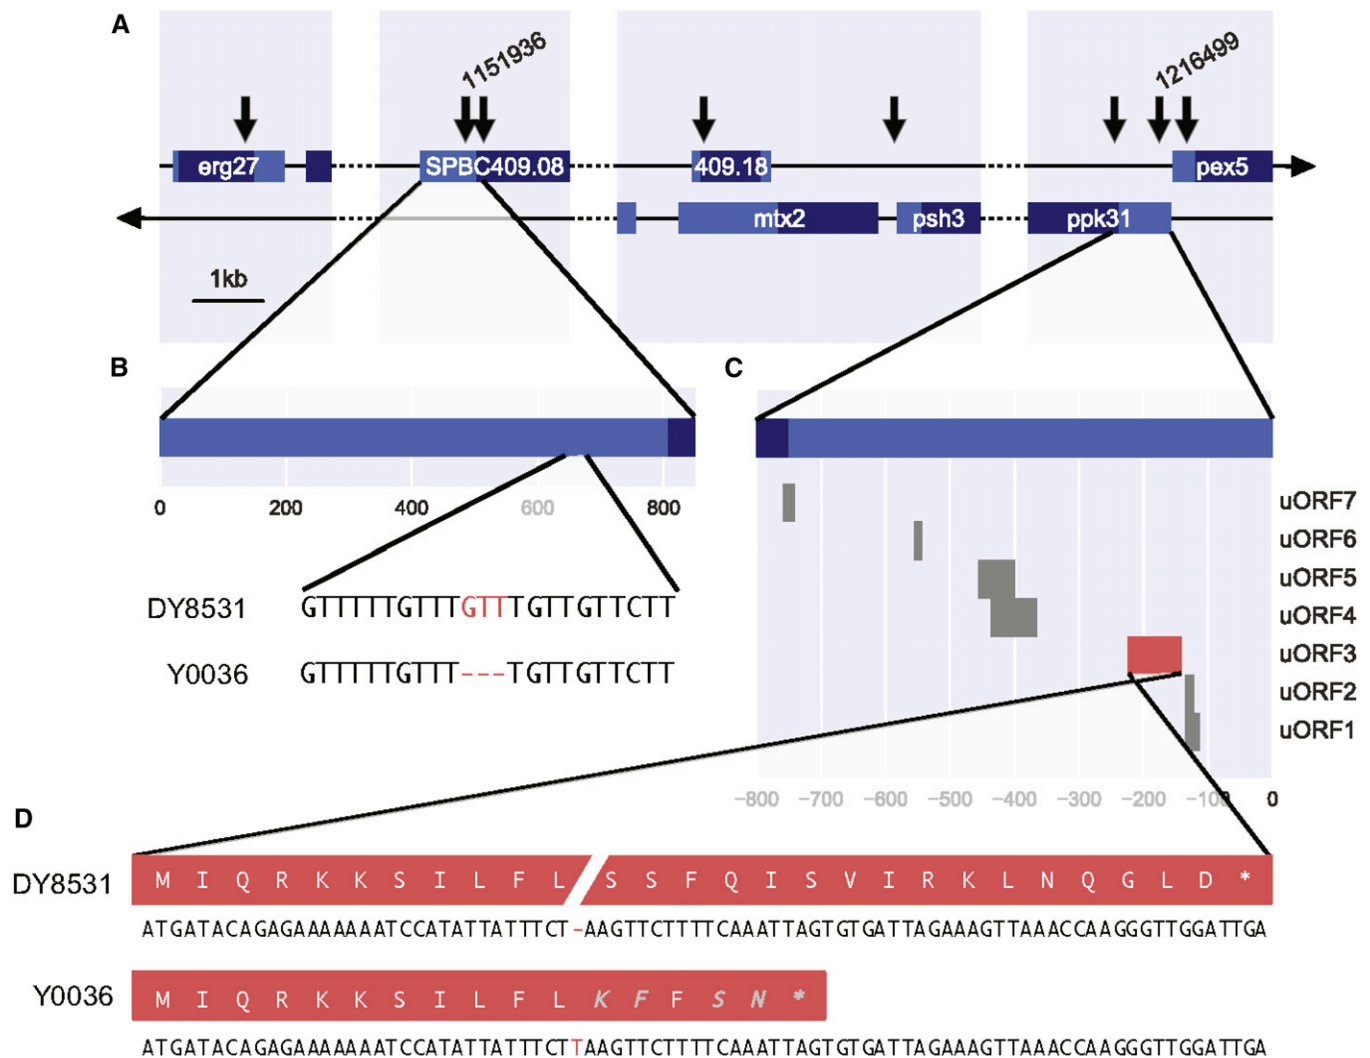 A
1151936
1216499
erg27
SPBC409.08
409.18
pex5
mtx2
psh3
ppk31
1kb
B
C
0 200 400 600 800
DY8531 GTTTTTGTTTGTTTGTTGTTCTT
Y0036 GTTTTTGTTT---TGTTGTTCTT
uORF7
uORF6
uORF5
uORF4
uORF3
uORF2
uORF1
−800 −700 −600 −500 −400 −300 −200 −100 0
D
DY8531 M I Q R K K S I L F L S S F Q I S V I R K L N Q G L D *
ATGATACAGAGAAAAAAATCCATATTATTTCT-AAGTTCTTTTCAAATTAGTGTGATTAGAAAGTTAAACCAAGGGTTGGATTGA
Y0036 M I Q R K K S I L F L K F F S N *
ATGATACAGAGAAAAAAATCCATATTATTTCTTAAGTTCTTTTCAAATTAGTGTGATTAGAAAGTTAAACCAAGGGTTGGATTGA